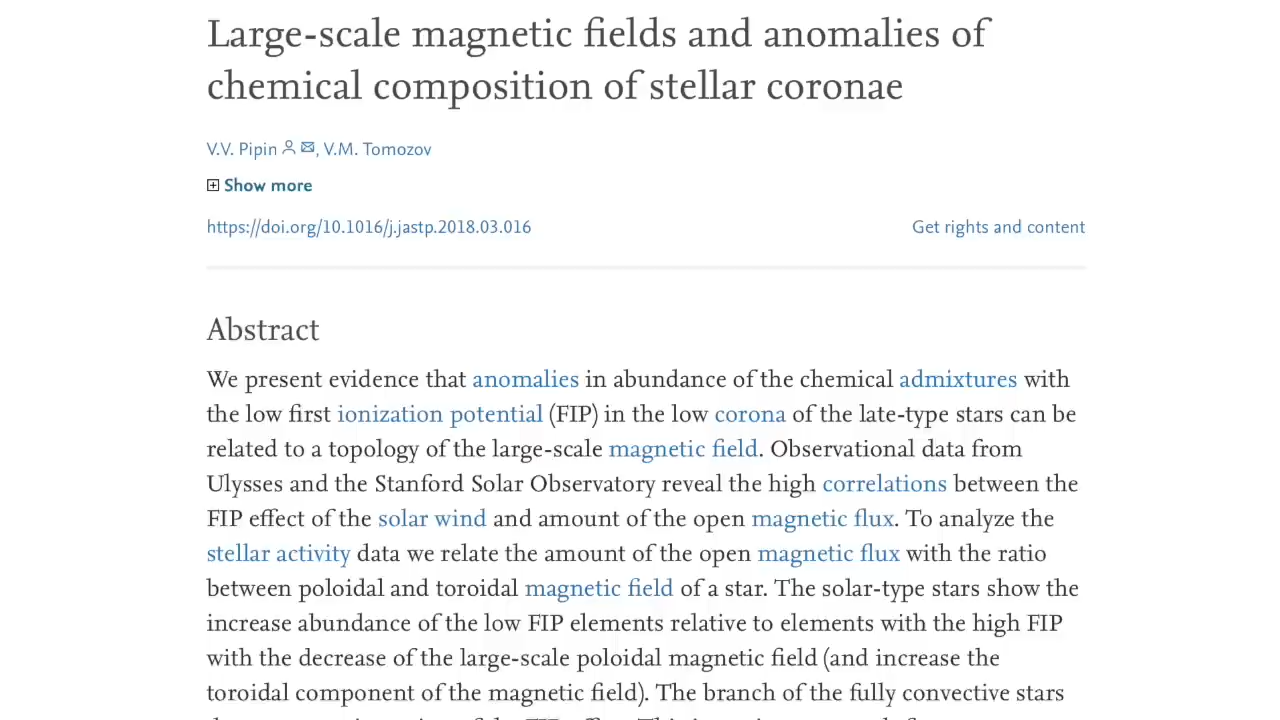 Large-scale magnetic fields and anomalies of
chemical composition of stellar coronae
V.V. Pipin, V.M. Tomozov
Show more
https://doi.org/10.1016/j.jastp.2018.03.016 Get rights and content
Abstract
We present evidence that anomalies in abundance of the chemical admixtures with
the low first ionization potential (FIP) in the low corona of the late-type stars can be
related to a topology of the large-scale magnetic field. Observational data from
Ulysses and the Stanford Solar Observatory reveal the high correlations between the
FIP effect of the solar wind and amount of the open magnetic flux. To analyze the
stellar activity data we relate the amount of the open magnetic flux with the ratio
between poloidal and toroidal magnetic field of a star. The solar-type stars show the
increase abundance of the low FIP elements relative to elements with the high FIP
with the decrease of the large-scale poloidal magnetic field (and increase the
toroidal component of the magnetic field). The branch of the fully convective stars